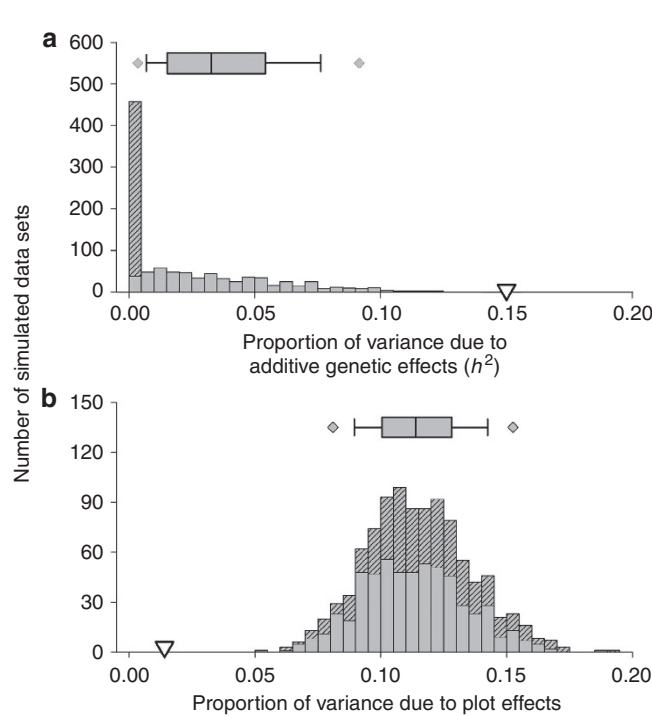 a
600
500
400
300
200
100
0
0.00 0.05 0.10 0.15 0.20
Proportion of variance due to
additive genetic effects (h²)
Number of simulated data sets
b
150
120
90
60
30
0
0.00 0.05 0.10 0.15 0.20
Proportion of variance due to plot effects